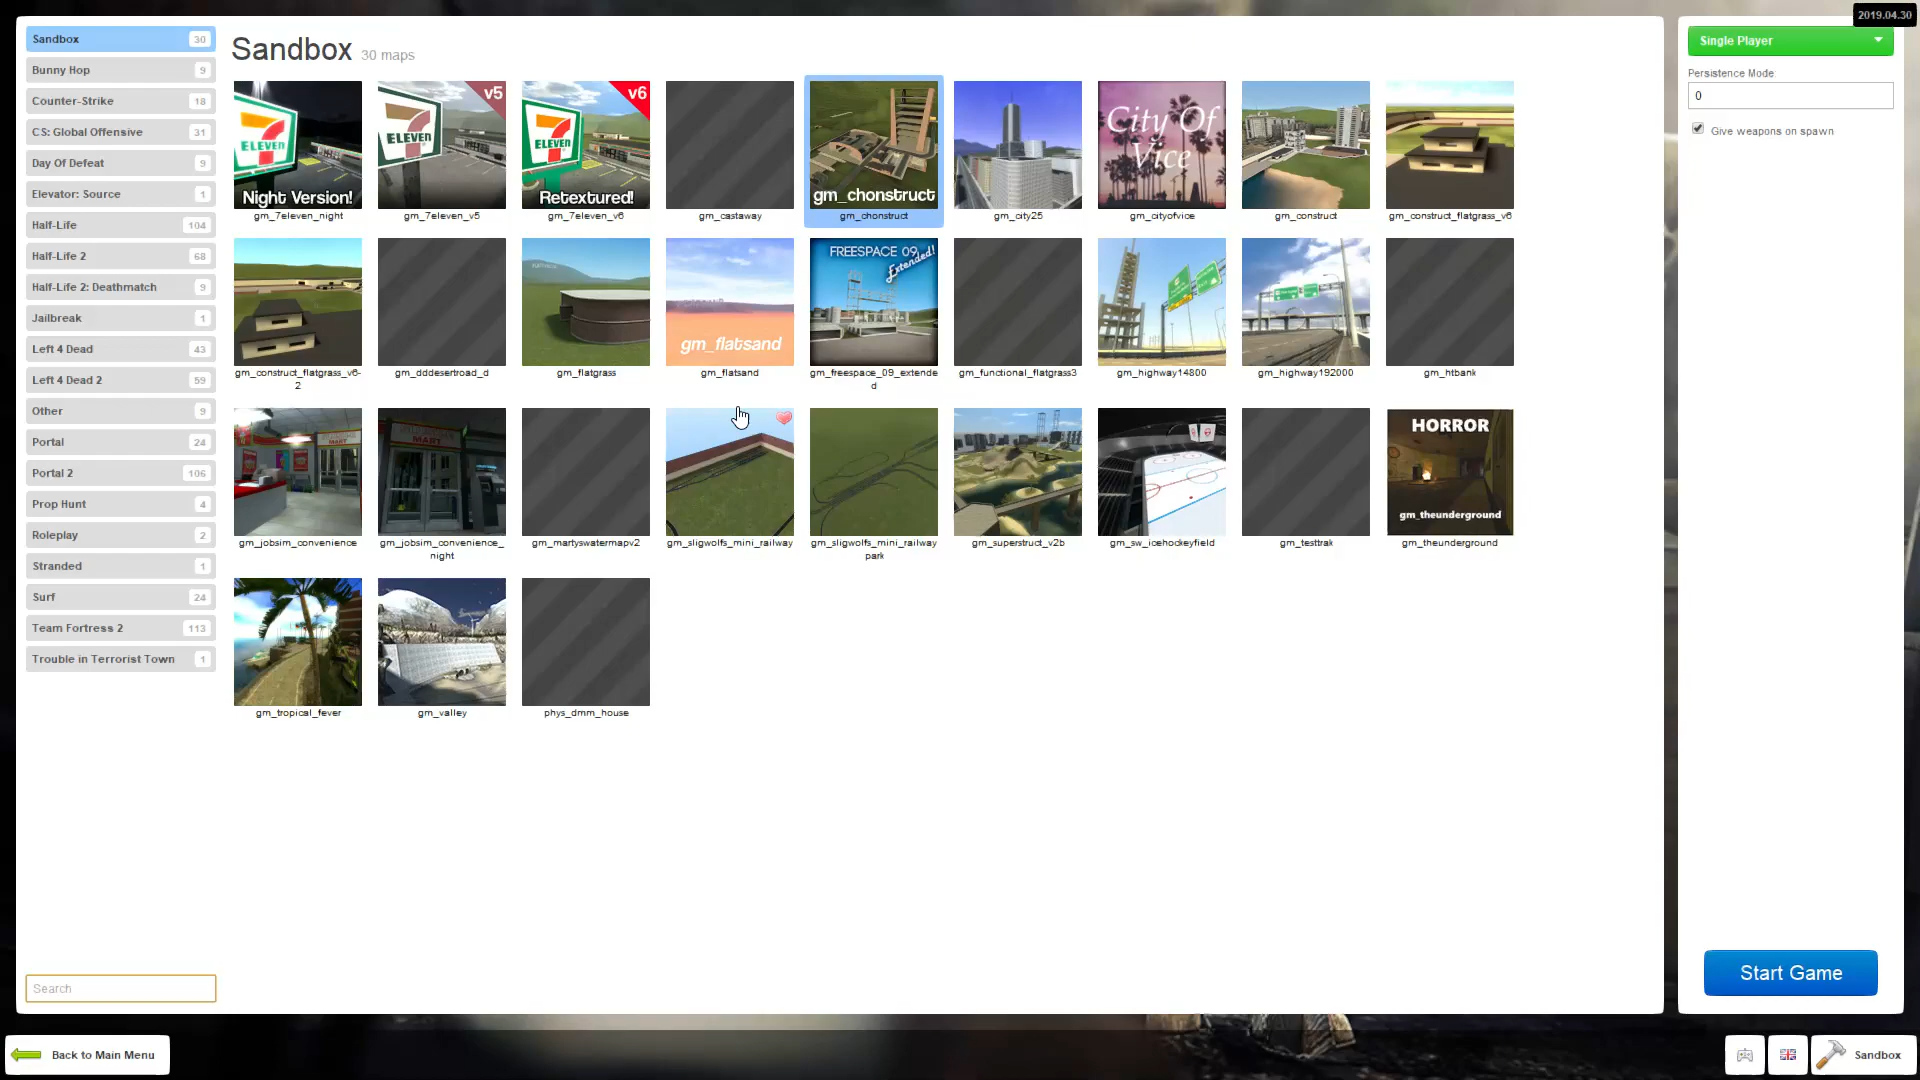 2019.04.30
Sandbox 30
Bunny Hop 9
Counter-Strike 18
CS: Global Offensive 31
Day Of Defeat 9
Elevator: Source 1
Half-Life 104
Half-Life 2 68
Half-Life 2: Deathmatch 9
Jailbreak 1
Left 4 Dead 43
Left 4 Dead 2 59
Other 9
Portal 24
Portal 2 106
Prop Hunt 4
Roleplay 2
Stranded 1
Surf 24
Team Fortress 2 113
Trouble in Terrorist Town 1
Search
Sandbox 30 maps
7 ELEVEN
Night Version!
gm_7eleven_night
v5
7 ELEVEN
gm_7eleven_v5
v6
7 ELEVEN
Retextured!
gm_7eleven_v6
gm_castaway
gm_chonstruct
gm_chonstruct
gm_city25
City Of
Vice
gm_cityofvice
gm_construct
gm_construct_flatgrass_v6
gm_construct_flatgrass_v6-
2
gm_dddesertroad_d
gm_flatgrass
gm_flatsand
gm_flatsand
FREESPACE 09
Extended!
gm_freespace_09_extende
d
gm_functional_flatgrass3
gm_highway14800
gm_highway192000
gm_htbank
gm_jobsim_convenience
MART
gm_jobsim_convenience_
night
gm_martyswatermapv2
gm_sligwolfs_mini_railway
gm_sligwolfs_mini_railway
park
gm_superstruct_v2b
gm_sw_icehockeyfield
gm_testtrak
HORROR
gm_theunderground
gm_theunderground
gm_tropical_fever
gm_valley
phys_dmm_house
Single Player
Persistence Mode:
0
Give weapons on spawn
Start Game
Back to Main Menu
Sandbox